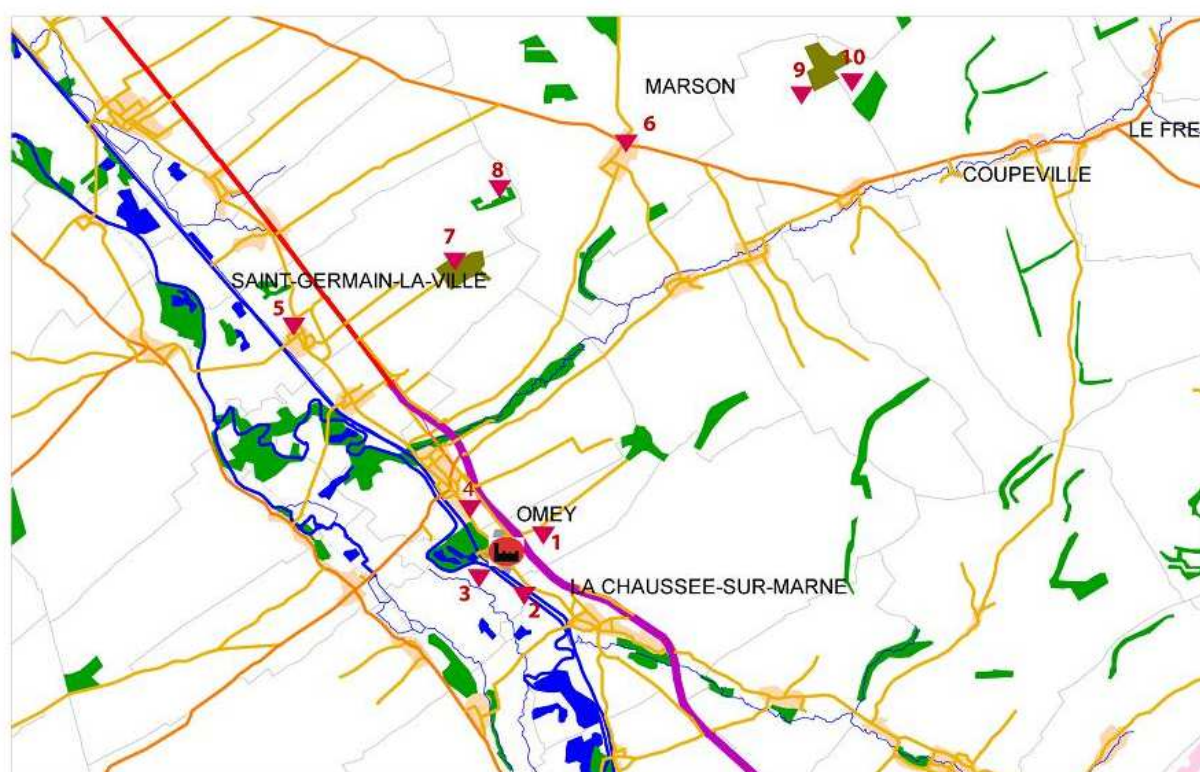 9
10
MARSON
6
LE FRE
COUPEVILLE
8
7
SAINT-GERMAIN-LA-VILLE
5
4
OMEY
1
LA CHAUSSEE-SUR-MARNE
3
2